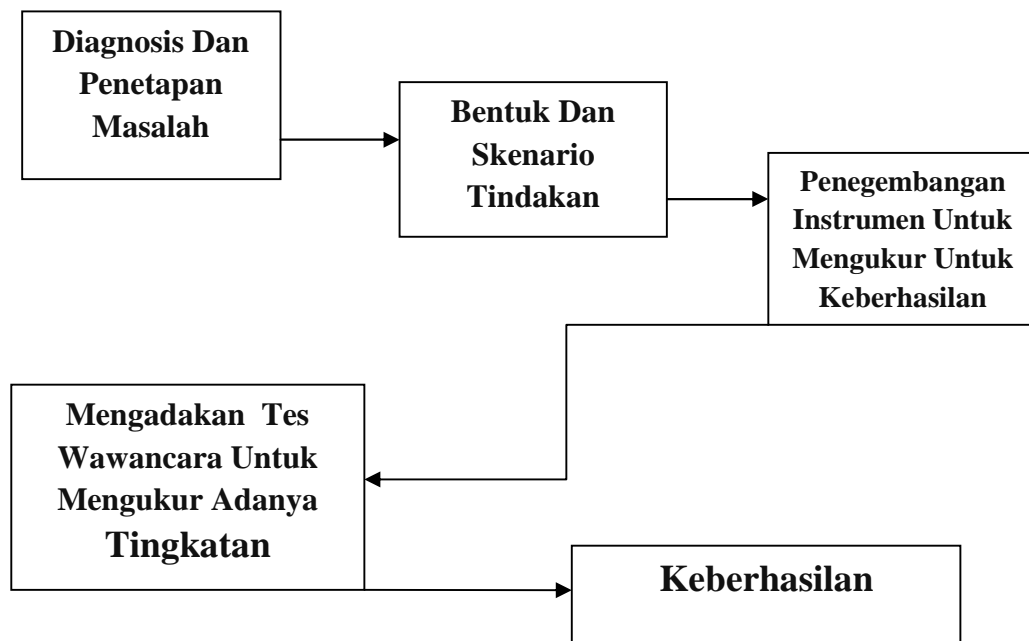 Diagnosis Dan
Penetapan
Masalah
Bentuk Dan
Skenario
Tindakan
Penegembangan
Instrumen Untuk
Mengukur Untuk
Keberhasilan
Mengadakan Tes
Wawancara Untuk
Mengukur Adanya
Tingkatan
Keberhasilan